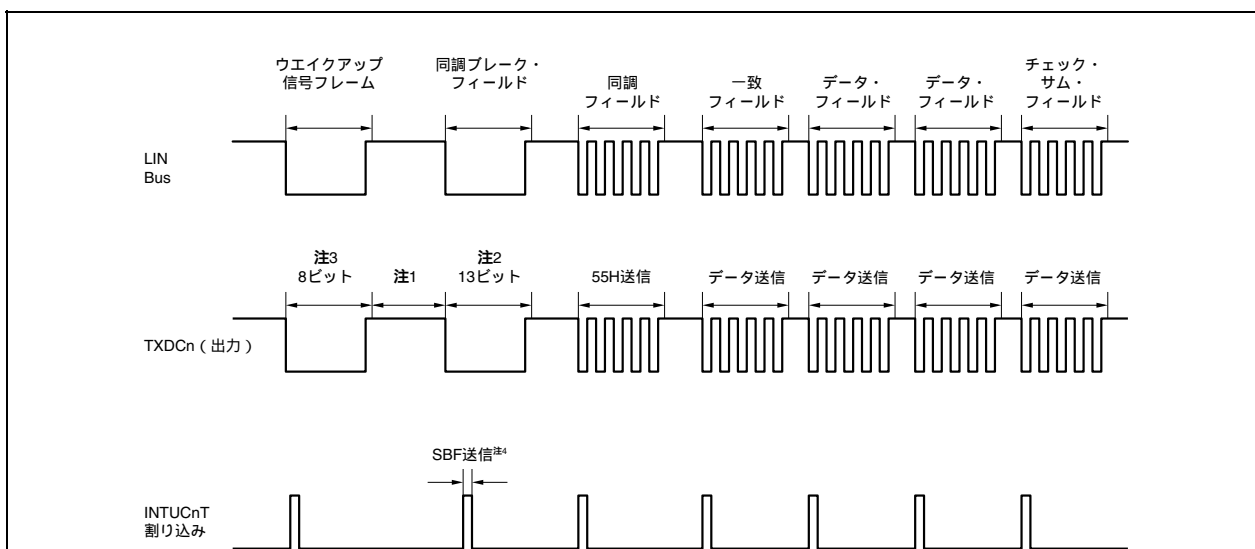 ウエイクアップ
信号フレーム
同調ブレーク・
フィールド
同調
フィールド
一致
フィールド
データ・
フィールド
データ・
フィールド
チェック・
サム・
フィールド
LIN
Bus
注3
8ビット
注1
注2
13ビット
55H送信
データ送信
データ送信
データ送信
データ送信
TXDCn（出力）
SBF送信注4
INTUCnT
割り込み